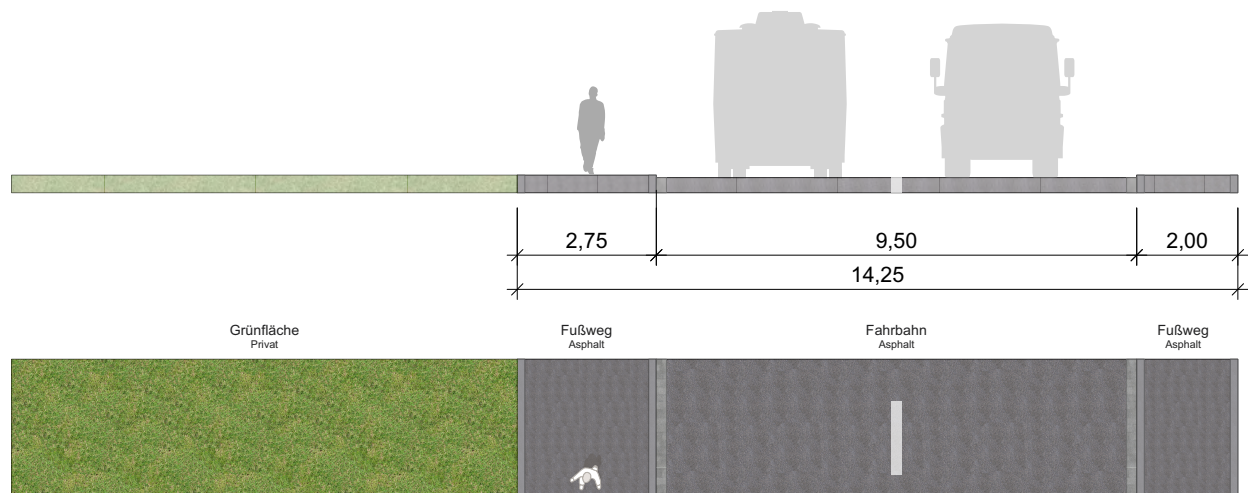 2,75
9,50
2,00
14,25
Grünfläche
Privat
Fußweg
Asphalt
Fahrbahn
Asphalt
Fußweg
Asphalt